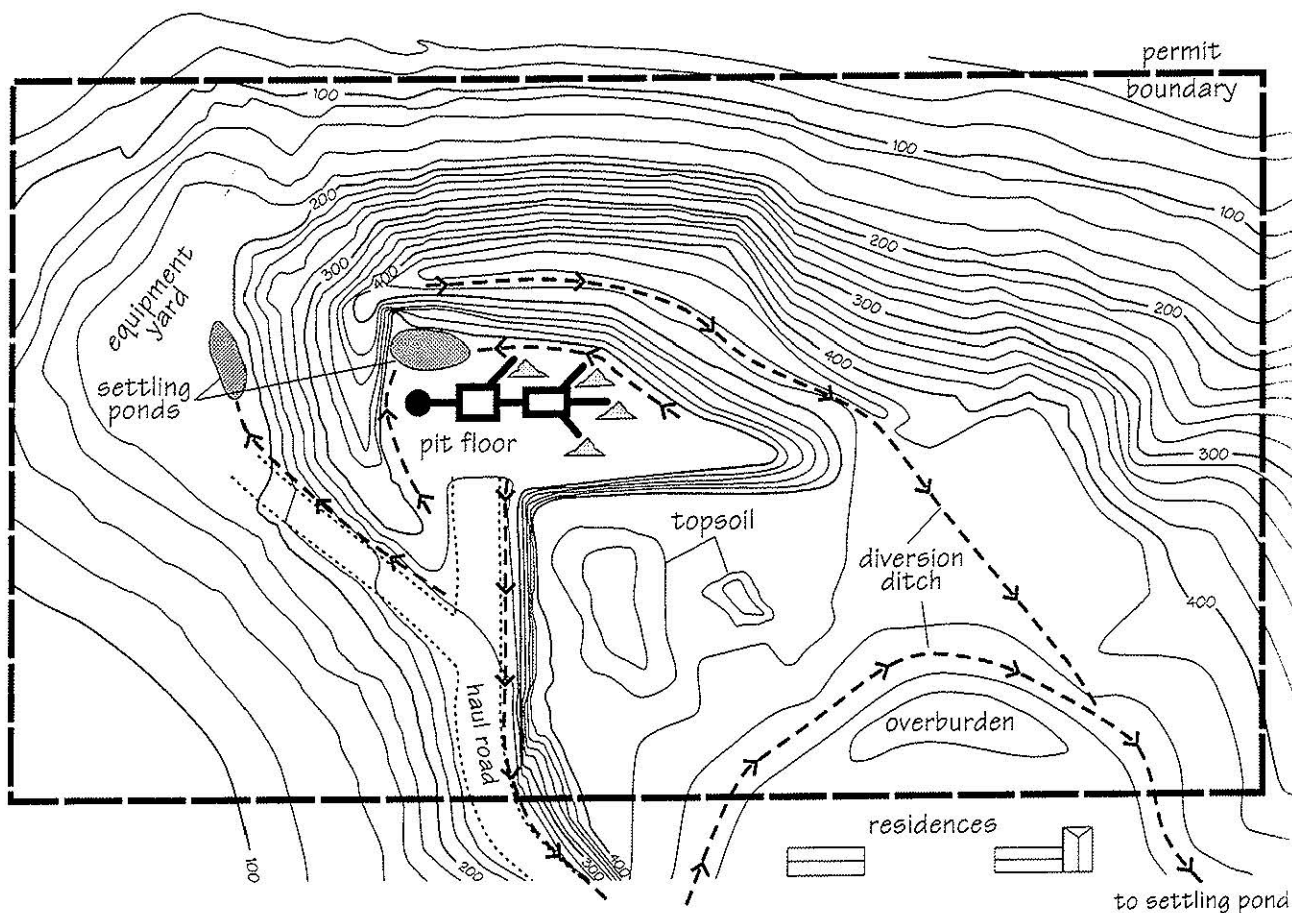 permit
boundary
100
100
100
200
200
200
300
400
300
400
300
equipment
yard
settling
ponds
pit floor
topsoil
diversion
ditch
400
haul road
overburden
residences
100
200
300
400
to settling pond